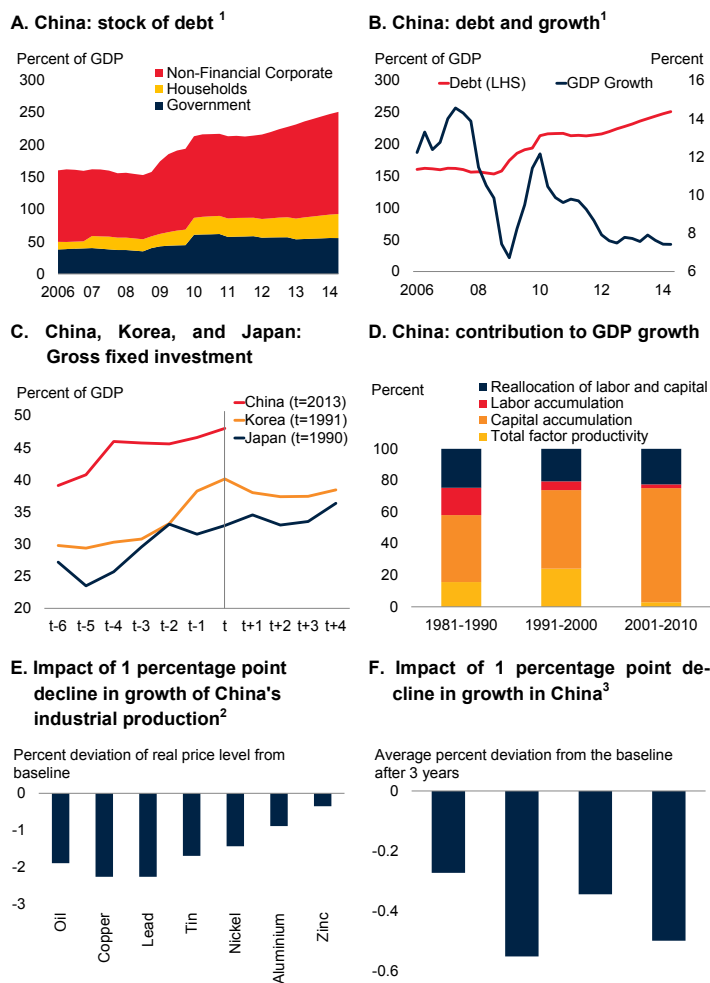 A. China: stock of debt 1
Percent of GDP
300
250
200
150
100
50
0
Non-Financial Corporate
Households
Government
2006 07 08 09 10 11 12 13 14
B. China: debt and growth1
Percent of GDP Percent
300
250
200
150
100
50
0
Debt (LHS) GDP Growth
16
14
12
10
8
6
2006 08 10 12 14
C. China, Korea, and Japan:
Gross fixed investment
Percent of GDP
50
45
40
35
30
25
20
China (t=2013)
Korea (t=1991)
Japan (t=1990)
t-6 t-5 t-4 t-3 t-2 t-1 t t+1 t+2 t+3 t+4
D. China: contribution to GDP growth
Percent
Reallocation of labor and capital
Labor accumulation
Capital accumulation
Total factor productivity
100
80
60
40
20
0
1981-1990 1991-2000 2001-2010
E. Impact of 1 percentage point
decline in growth of China's
industrial production2
Percent deviation of real price level from
baseline
0
-1
-2
-3
Oil
Copper
Lead
Tin
Nickel
Aluminium
Zinc
F. Impact of 1 percentage point de-
cline in growth in China3
Average percent deviation from the baseline
after 3 years
0
-0.2
-0.4
-0.6